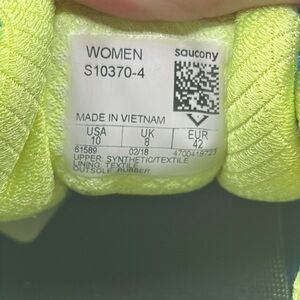 WOMEN saucony
S10370-4
MADE IN VIETNAM
USA UK EUR
10 8 42
61589 02/18 4700418723
UPPER: SYNTHETIC/TEXTILE
LINING: TEXTILE
OUTSOLE: RUBBER